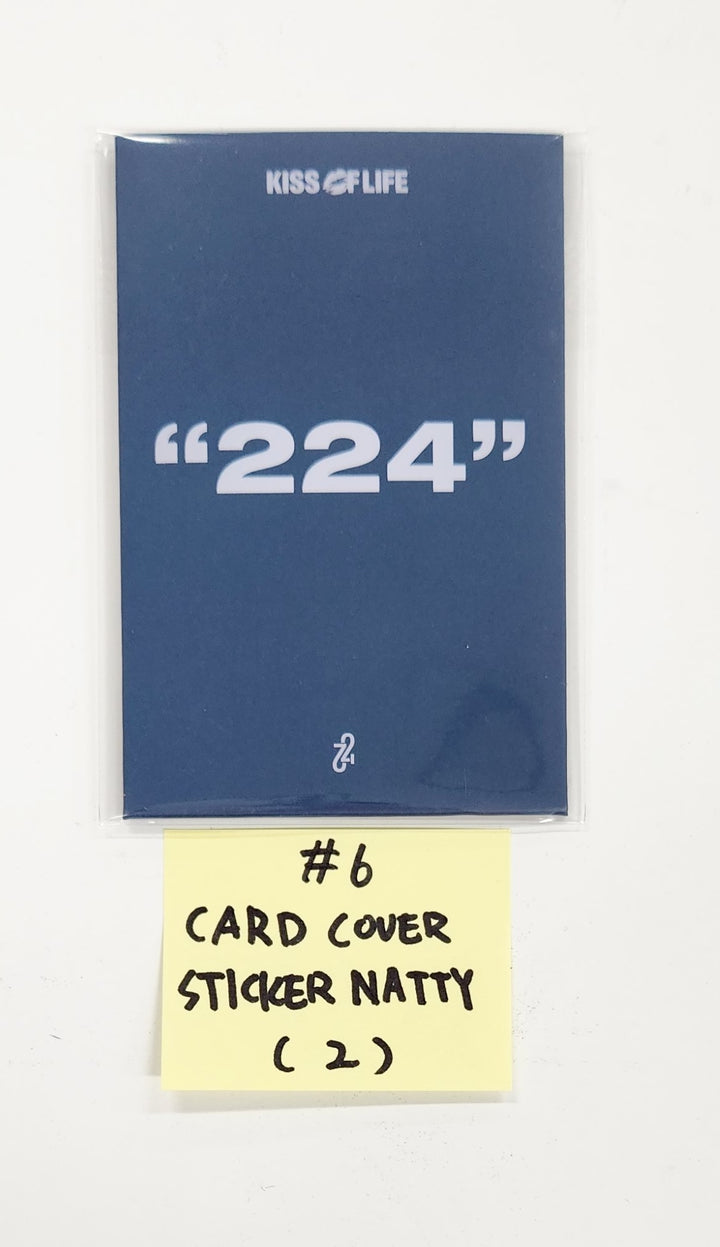 KISS OF LIFE
“224”
#6
CARD COVER
STICKER NATTY
(2)